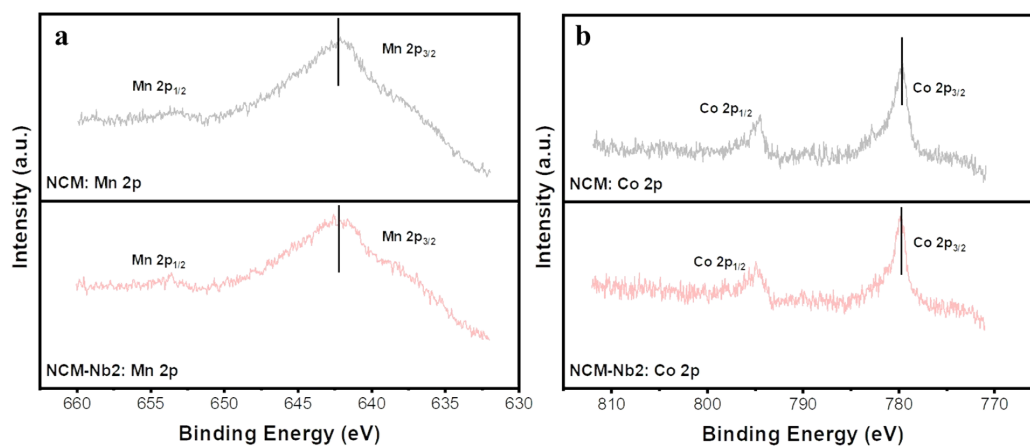 a
Mn 2p3/2
Mn 2p1/2
NCM: Mn 2p
Mn 2p3/2
Mn 2p1/2
NCM-Nb2: Mn 2p
Intensity (a.u.)
660 655 650 645 640 635 630
Binding Energy (eV)
b
Co 2p3/2
Co 2p1/2
NCM: Co 2p
Co 2p3/2
Co 2p1/2
NCM-Nb2: Co 2p
Intensity (a.u.)
810 800 790 780 770
Binding Energy (eV)